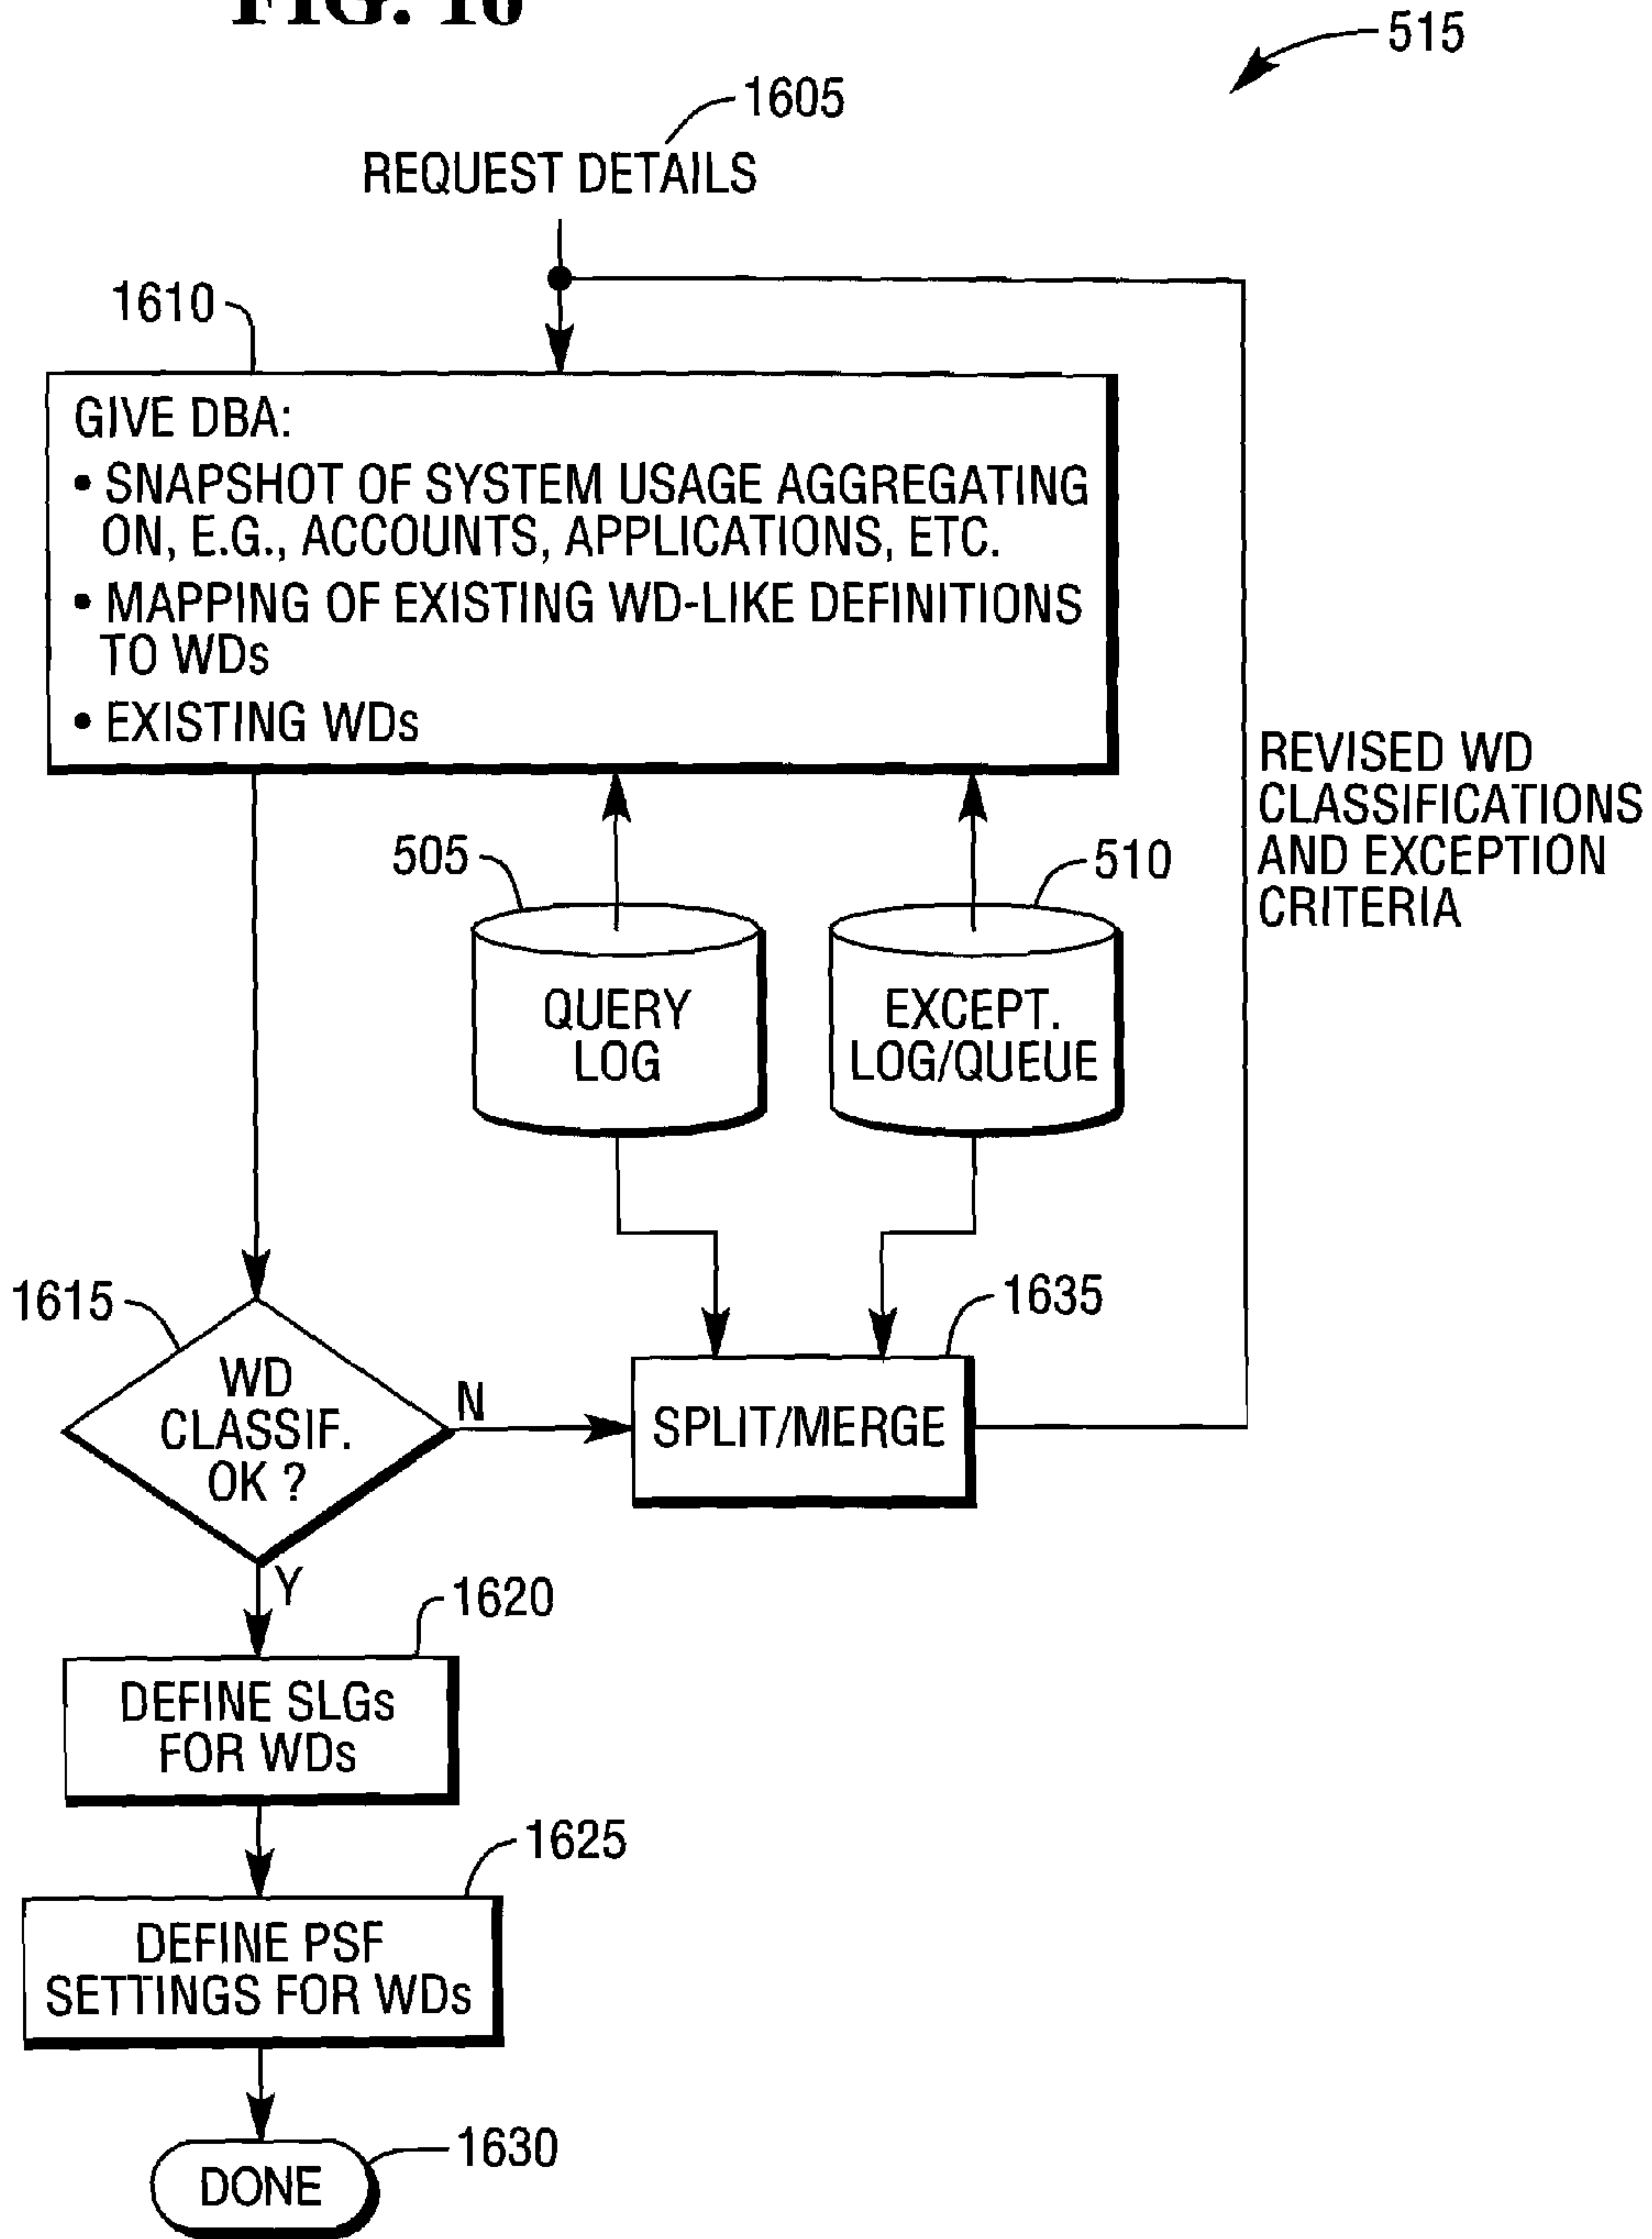 FIG. 16
515
1605
REQUEST DETAILS
1610
GIVE DBA:
• SNAPSHOT OF SYSTEM USAGE AGGREGATING
ON, E.G., ACCOUNTS, APPLICATIONS, ETC.
• MAPPING OF EXISTING WD-LIKE DEFINITIONS
TO WDs
• EXISTING WDs
REVISED WD
CLASSIFICATIONS
AND EXCEPTION
CRITERIA
505
510
QUERY
LOG
EXCEPT.
LOG/QUEUE
1615
1635
WD
CLASSIF.
OK ?
N
SPLIT/MERGE
Y
1620
DEFINE SLGs
FOR WDs
1625
DEFINE PSF
SETTINGS FOR WDs
1630
DONE